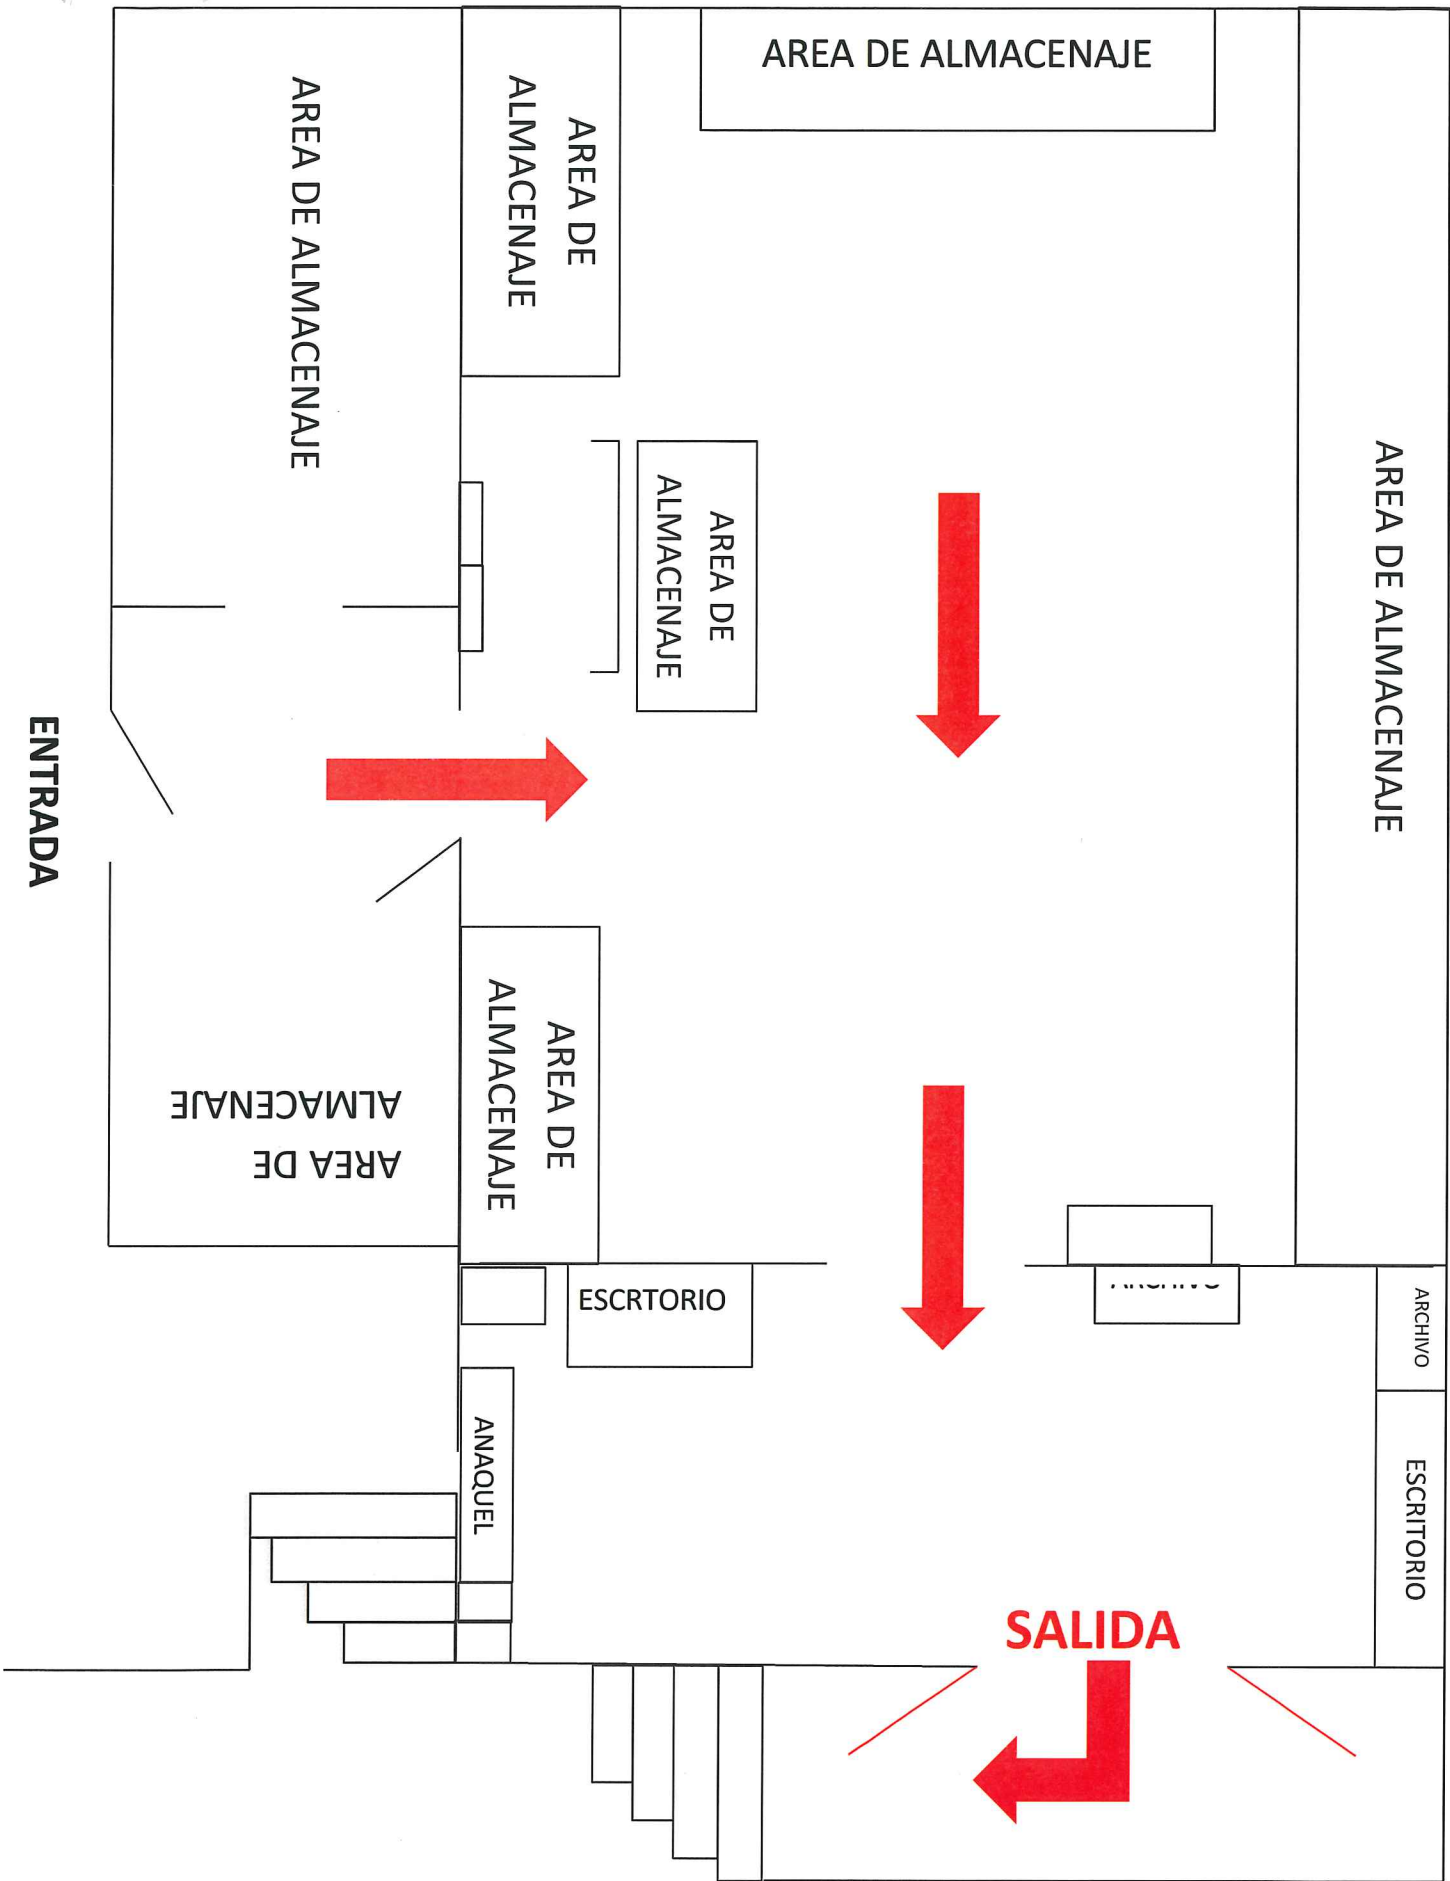 AREA DE ALMACENAJE
AREA DE
ALMACENAJE
AREA DE ALMACENAJE
AREA DE
ALMACENAJE
AREA DE ALMACENAJE
ENTRADA
AREA DE
ALMACENAJE
AREA DE
ALMACENAJE
ESCRTORIO
ARCHIVO
ANAQUEL
ESCRITORIO
SALIDA